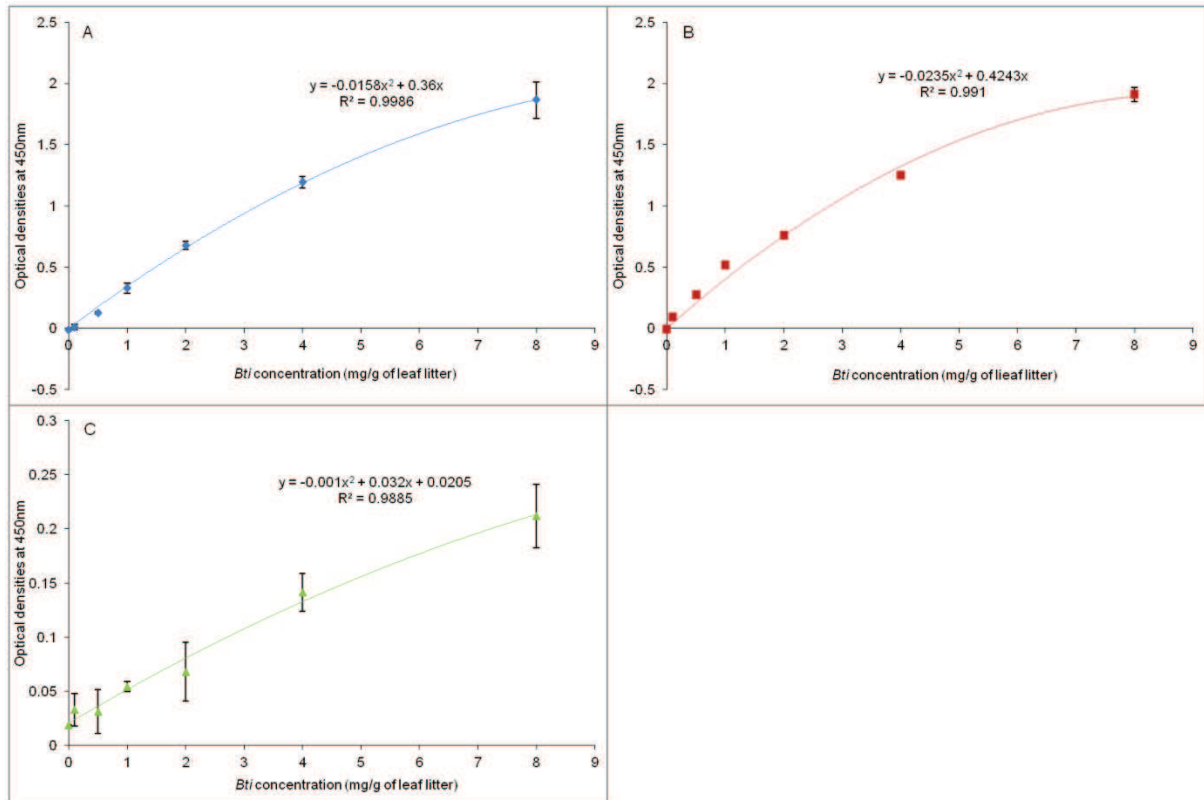 A
y = -0.0158x² + 0.36x
R² = 0.9986
Optical densities at 450nm
2.5
2
1.5
1
0.5
0
-0.5
0 1 2 3 4 5 6 7 8 9
Bti concentration (mg/g of leaf litter)
B
y = -0.0235x² + 0.4243x
R² = 0.991
Optical densities at 450nm
2.5
2
1.5
1
0.5
0
-0.5
0 1 2 3 4 5 6 7 8 9
Bti concentration (mg/g of lieaf litter)
C
y = -0.001x² + 0.032x + 0.0205
R² = 0.9885
Optical densities at 450nm
0.3
0.25
0.2
0.15
0.1
0.05
0
0 1 2 3 4 5 6 7 8 9
Bti concentration (mg/g of leaf litter)